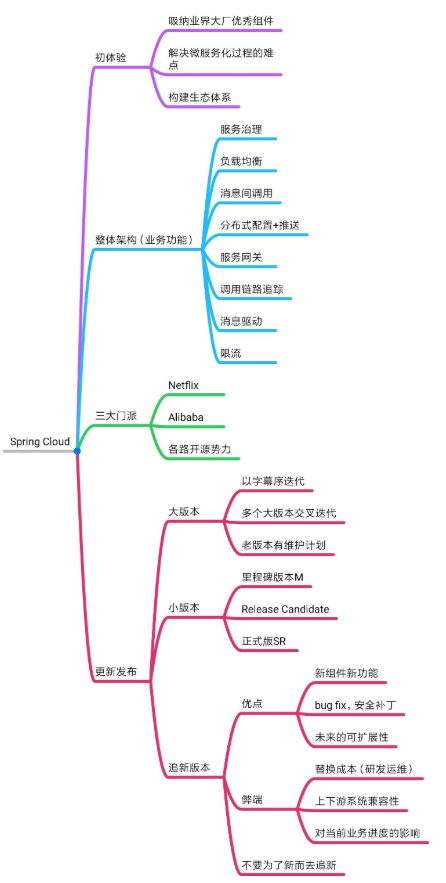 Spring Cloud
初体验
吸纳业界大厂优秀组件
解决微服务化过程的难
点
构建生态体系
整体架构（业务功能）
服务治理
负载均衡
消息间调用
分布式配置+推送
服务网关
调用链路追踪
消息驱动
限流
三大门派
Netflix
Alibaba
各路开源势力
更新发布
大版本
以字幕序迭代
多个大版本交叉迭代
老版本有维护计划
小版本
里程碑版本M
Release Candidate
正式版SR
追新版本
优点
新组件新功能
bug fix，安全补丁
未来的可扩展性
弊端
替换成本（研发运维）
上下游系统兼容性
对当前业务进度的影响
不要为了新而去追新